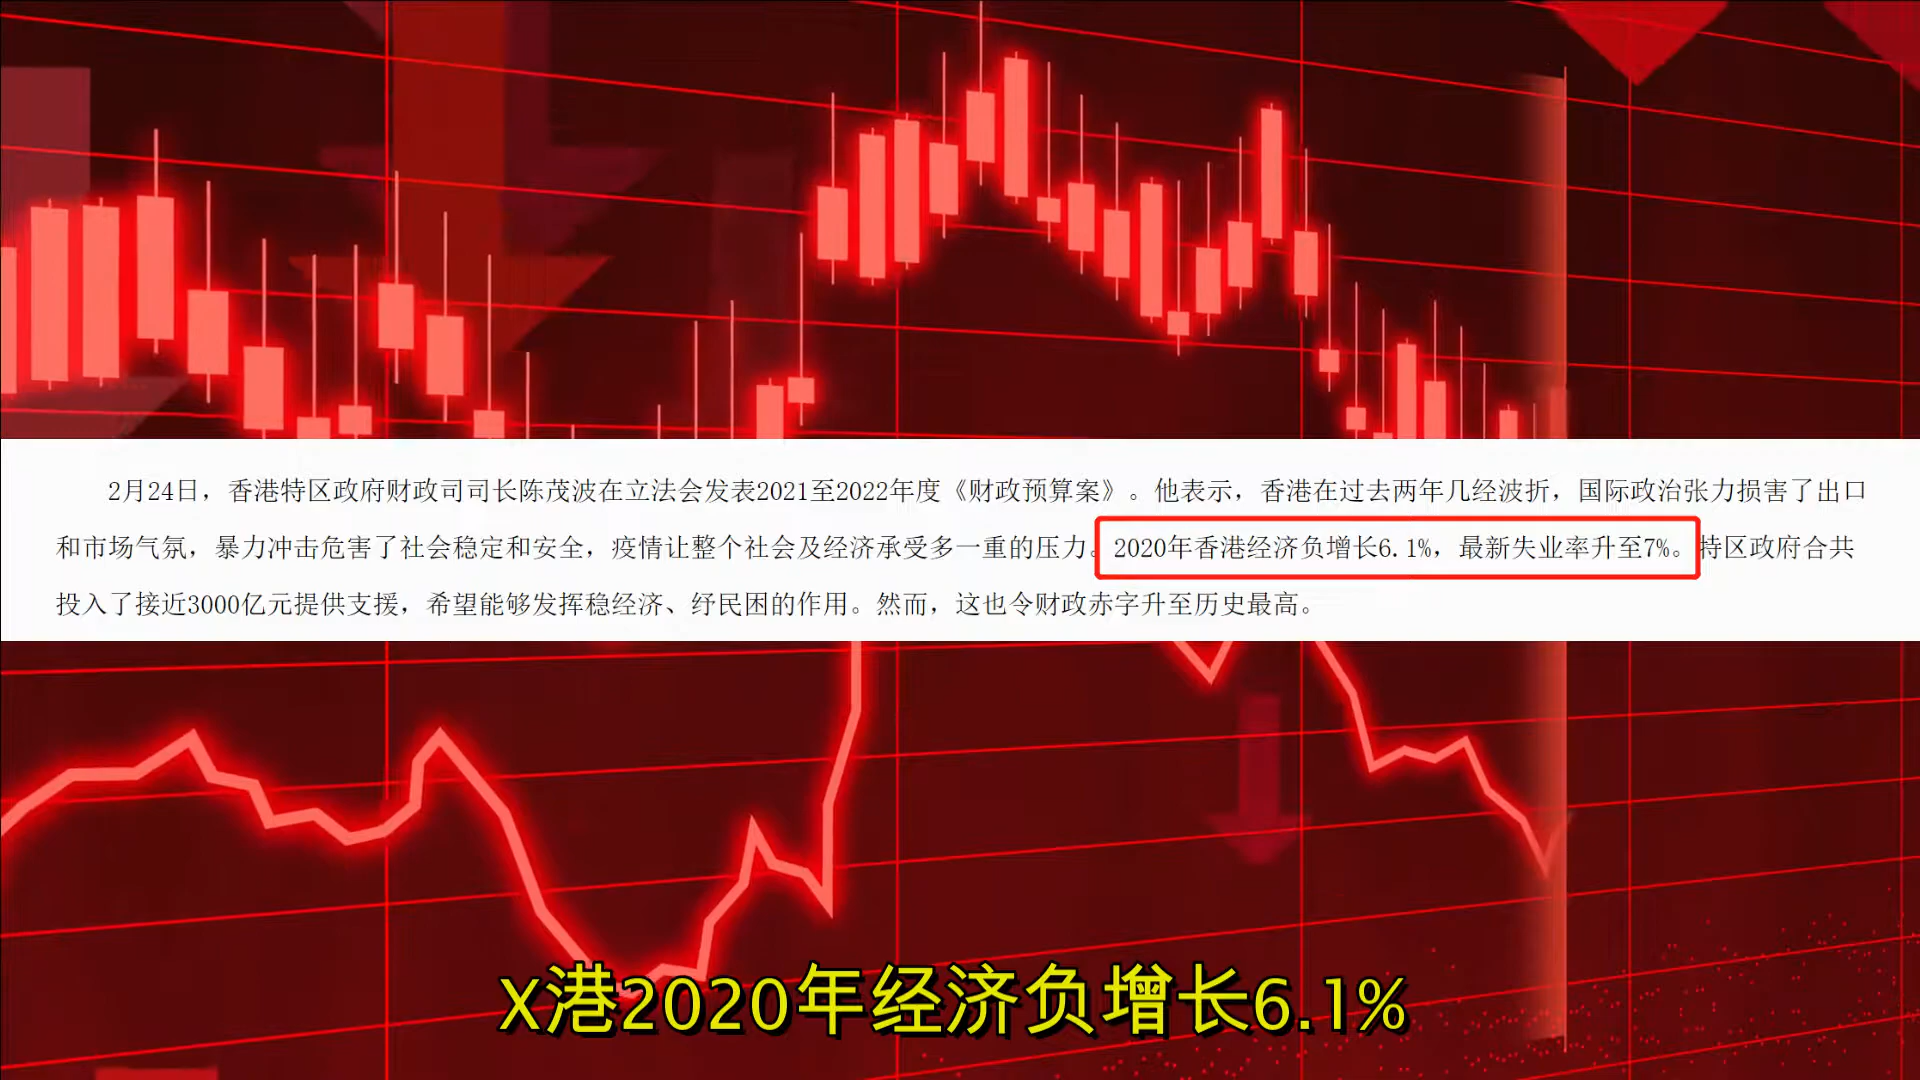 2月24日，香港特区政府财政司司长陈茂波在立法会发表2021至2022年度《财政预算案》。他表示，香港在过去两年几经波折，国际政治张力损害了出口
和市场气氛，暴力冲击危害了社会稳定和安全，疫情让整个社会及经济承受多一重的压力。2020年香港经济负增长6.1%，最新失业率升至7%。特区政府合共
投入了接近3000亿元提供支援，希望能够发挥稳经济、纾民困的作用。然而，这也令财政赤字升至历史最高。
X港2020年经济负增长6.1%